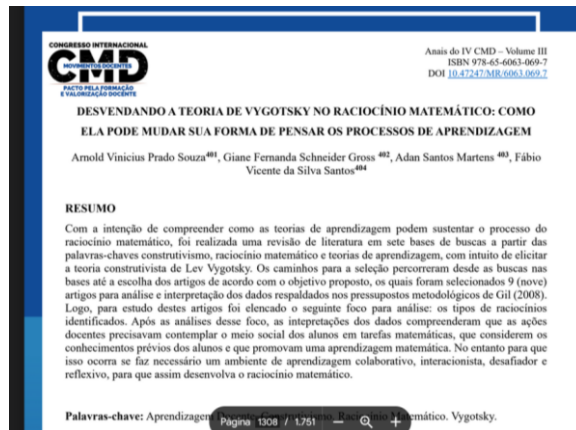 CONGRESSO INTERNACIONAL
CMD
MOVIMENTOS DOCENTES
PACTO PELA FORMAÇÃO
E VALORIZAÇÃO DOCENTE
Anais do IV CMD – Volume III
ISBN 978-65-6063-069-7
DOI 10.47247/MR/6063.069.7
DESVENDANDO A TEORIA DE VYGOTSKY NO RACIOCÍNIO MATEMÁTICO: COMO
ELA PODE MUDAR SUA FORMA DE PENSAR OS PROCESSOS DE APRENDIZAGEM
Arnold Vinicius Prado Souza401, Giane Fernanda Schneider Gross 402, Adan Santos Martens 403, Fábio
Vicente da Silva Santos404
RESUMO
Com a intenção de compreender como as teorias de aprendizagem podem sustentar o processo do
raciocínio matemático, foi realizada uma revisão de literatura em sete bases de buscas a partir das
palavras-chaves construtivismo, raciocínio matemático e teorias de aprendizagem, com intuito de elicitar
a teoria construtivista de Lev Vygotsky. Os caminhos para a seleção percorreram desde as buscas nas
bases até a escolha dos artigos de acordo com o objetivo proposto, os quais foram selecionados 9 (nove)
artigos para análise e interpretação dos dados respaldados nos pressupostos metodológicos de Gil (2008).
Logo, para estudo destes artigos foi elencado o seguinte foco para análise: os tipos de raciocínios
identificados. Após as análises desse foco, as intepretações dos dados compreenderam que as ações
docentes precisavam contemplar o meio social dos alunos em tarefas matemáticas, que considerem os
conhecimentos prévios dos alunos e que promovam uma aprendizagem matemática. No entanto para que
isso ocorra se faz necessário um ambiente de aprendizagem colaborativo, interacionista, desafiador e
reflexivo, para que assim desenvolva o raciocínio matemático.
Palavras-chave: Aprendizagem Docente. Construtivismo. Raciocínio Matemático. Vygotsky.
Página 1308 / 1.751 — +